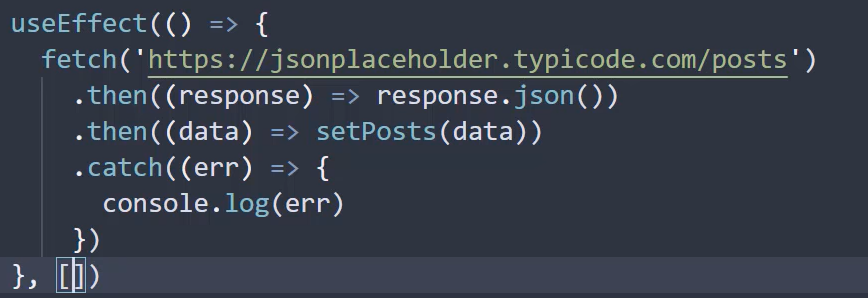 useEffect(() => {
  fetch('https://jsonplaceholder.typicode.com/posts')
    .then((response) => response.json())
    .then((data) => setPosts(data))
    .catch((err) => {
      console.log(err)
    })
}, [])